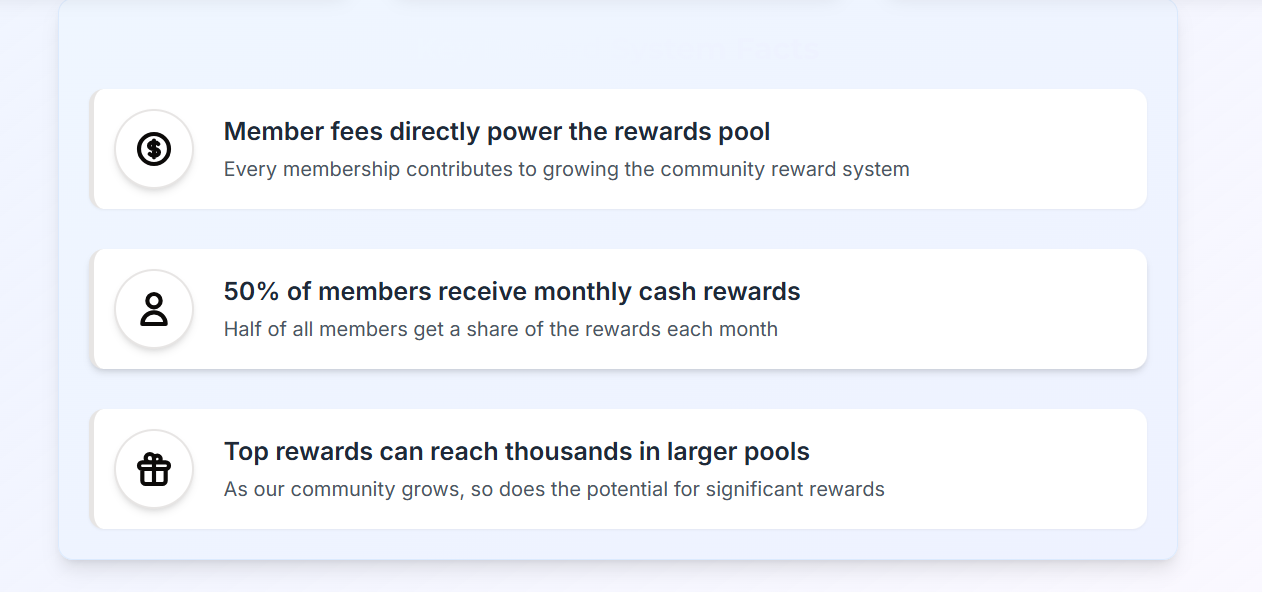 Member fees directly power the rewards pool
Every membership contributes to growing the community reward system
50% of members receive monthly cash rewards
Half of all members get a share of the rewards each month
Top rewards can reach thousands in larger pools
As our community grows, so does the potential for significant rewards